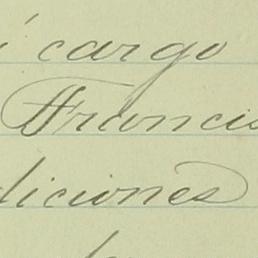 á cargo
Francis
diciones